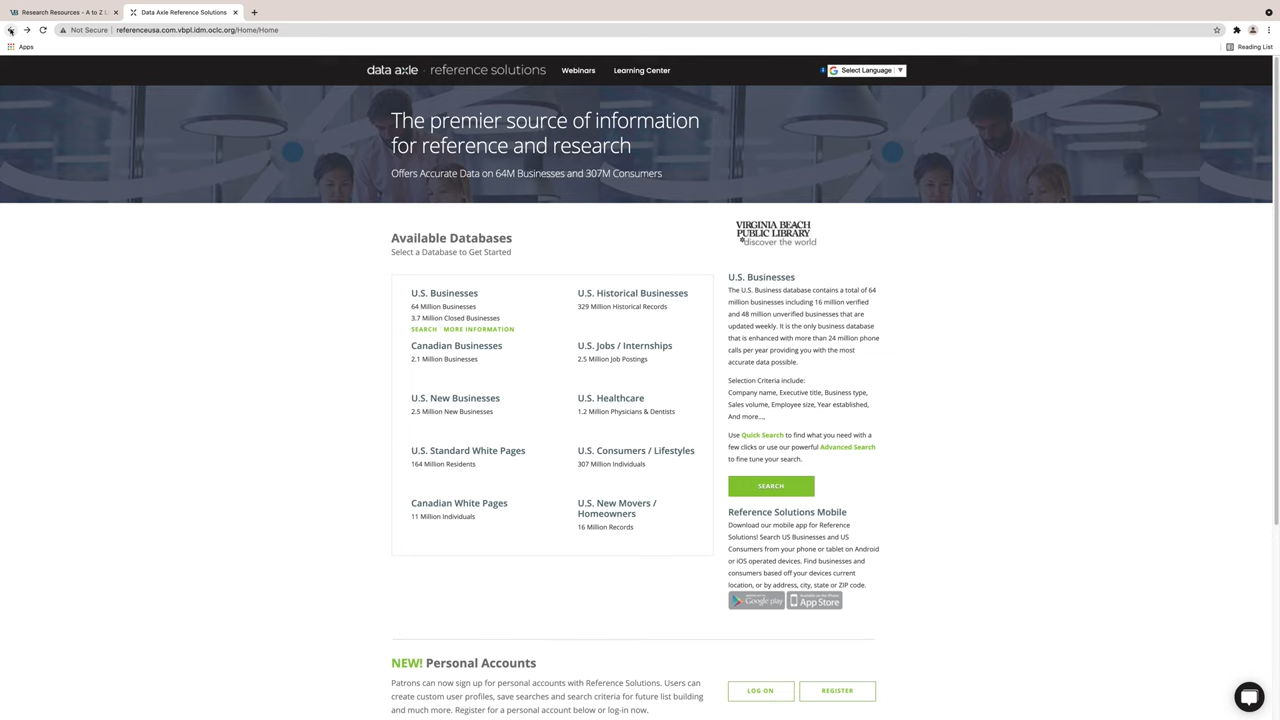 Research Resources - A to Z L
Data Axle Reference Solutions
Not Secure
referenceusa.com.vbpl.idm.oclc.org/Home/Home
Apps
Reading List
data axle reference solutions
Webinars
Learning Center
Select Language
The premier source of information
for reference and research
Offers Accurate Data on 64M Businesses and 307M Consumers
Available Databases
Select a Database to Get Started
U.S. Businesses
64 Million Businesses
3.7 Million Closed Businesses
SEARCH MORE INFORMATION
U.S. Historical Businesses
329 Million Historical Records
Canadian Businesses
2.1 Million Businesses
U.S. Jobs / Internships
2.5 Million Job Postings
U.S. New Businesses
2.5 Million New Businesses
U.S. Healthcare
1.2 Million Physicians & Dentists
U.S. Standard White Pages
164 Million Residents
U.S. Consumers / Lifestyles
307 Million Individuals
Canadian White Pages
11 Million Individuals
U.S. New Movers /
Homeowners
16 Million Records
VIRGINIA BEACH
PUBLIC LIBRARY
discover the world
U.S. Businesses
The U.S. Business database contains a total of 64
million businesses including 16 million verified
and 48 million unverified businesses that are
updated weekly. It is the only business database
that is enhanced with more than 24 million phone
calls per year providing you with the most
accurate data possible.
Selection Criteria include:
Company name, Executive title, Business type,
Sales volume, Employee size, Year established,
And more...,
Use Quick Search to find what you need with a
few clicks or use our powerful Advanced Search
to fine tune your search.
SEARCH
Reference Solutions Mobile
Download our mobile app for Reference
Solutions! Search US Businesses and US
Consumers from your phone or tablet on Android
or iOS operated devices. Find businesses and
consumers based off your devices current
location, or by address, city, state or ZIP code.
Google play
App Store
NEW! Personal Accounts
Patrons can now sign up for personal accounts with Reference Solutions. Users can
create custom user profiles, save searches and search criteria for future list building
and much more. Register for a personal account below or log-in now.
LOG ON
REGISTER